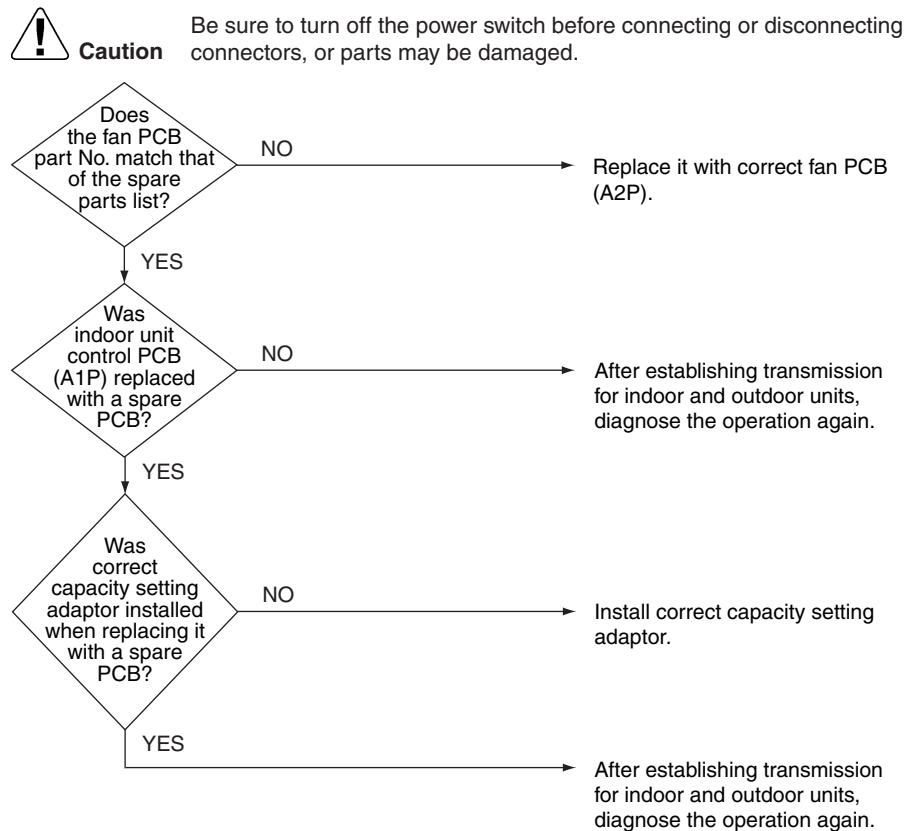 Be sure to turn off the power switch before connecting or disconnecting
Caution connectors, or parts may be damaged.
Does
the fan PCB
part No. match that
of the spare
parts list?
NO
Replace it with correct fan PCB
(A2P).
YES
Was
indoor unit
control PCB
(A1P) replaced
with a spare
PCB?
NO
After establishing transmission
for indoor and outdoor units,
diagnose the operation again.
YES
Was
correct
capacity setting
adaptor installed
when replacing it
with a spare
PCB?
NO
Install correct capacity setting
adaptor.
YES
After establishing transmission
for indoor and outdoor units,
diagnose the operation again.